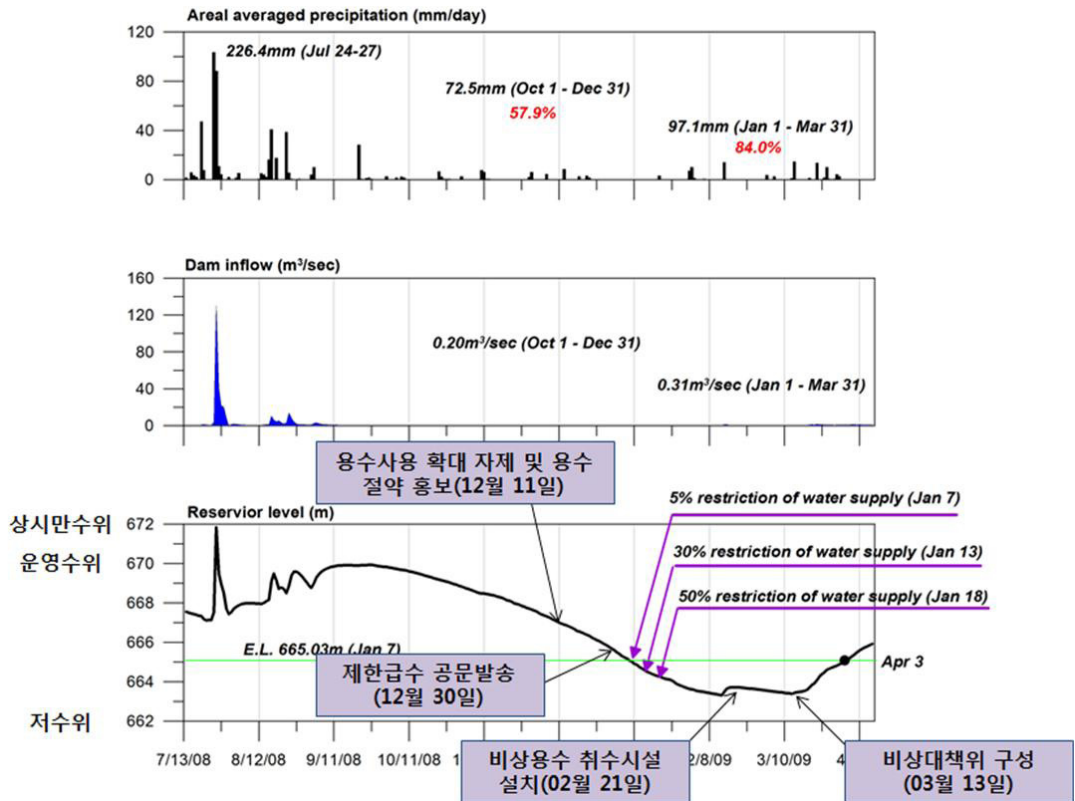 Areal averaged precipitation (mm/day)
120
80
40
0
226.4mm (Jul 24-27)
72.5mm (Oct 1 - Dec 31)
57.9%
97.1mm (Jan 1 - Mar 31)
84.0%
Dam inflow (m³/sec)
160
120
80
40
0
0.20m³/sec (Oct 1 - Dec 31)
0.31m³/sec (Jan 1 - Mar 31)
용수사용 확대 자제 및 용수
절약 홍보(12월 11일)
Reservior level (m)
상시만수위
운영수위
저수위
672
670
668
666
664
662
5% restriction of water supply (Jan 7)
30% restriction of water supply (Jan 13)
50% restriction of water supply (Jan 18)
E.L. 665.03m (Jan 7)
Apr 3
제한급수 공문발송
(12월 30일)
7/13/08
8/12/08
9/11/08
10/11/08
2/8/09
3/10/09
비상용수 취수시설
설치(02월 21일)
비상대책위 구성
(03월 13일)